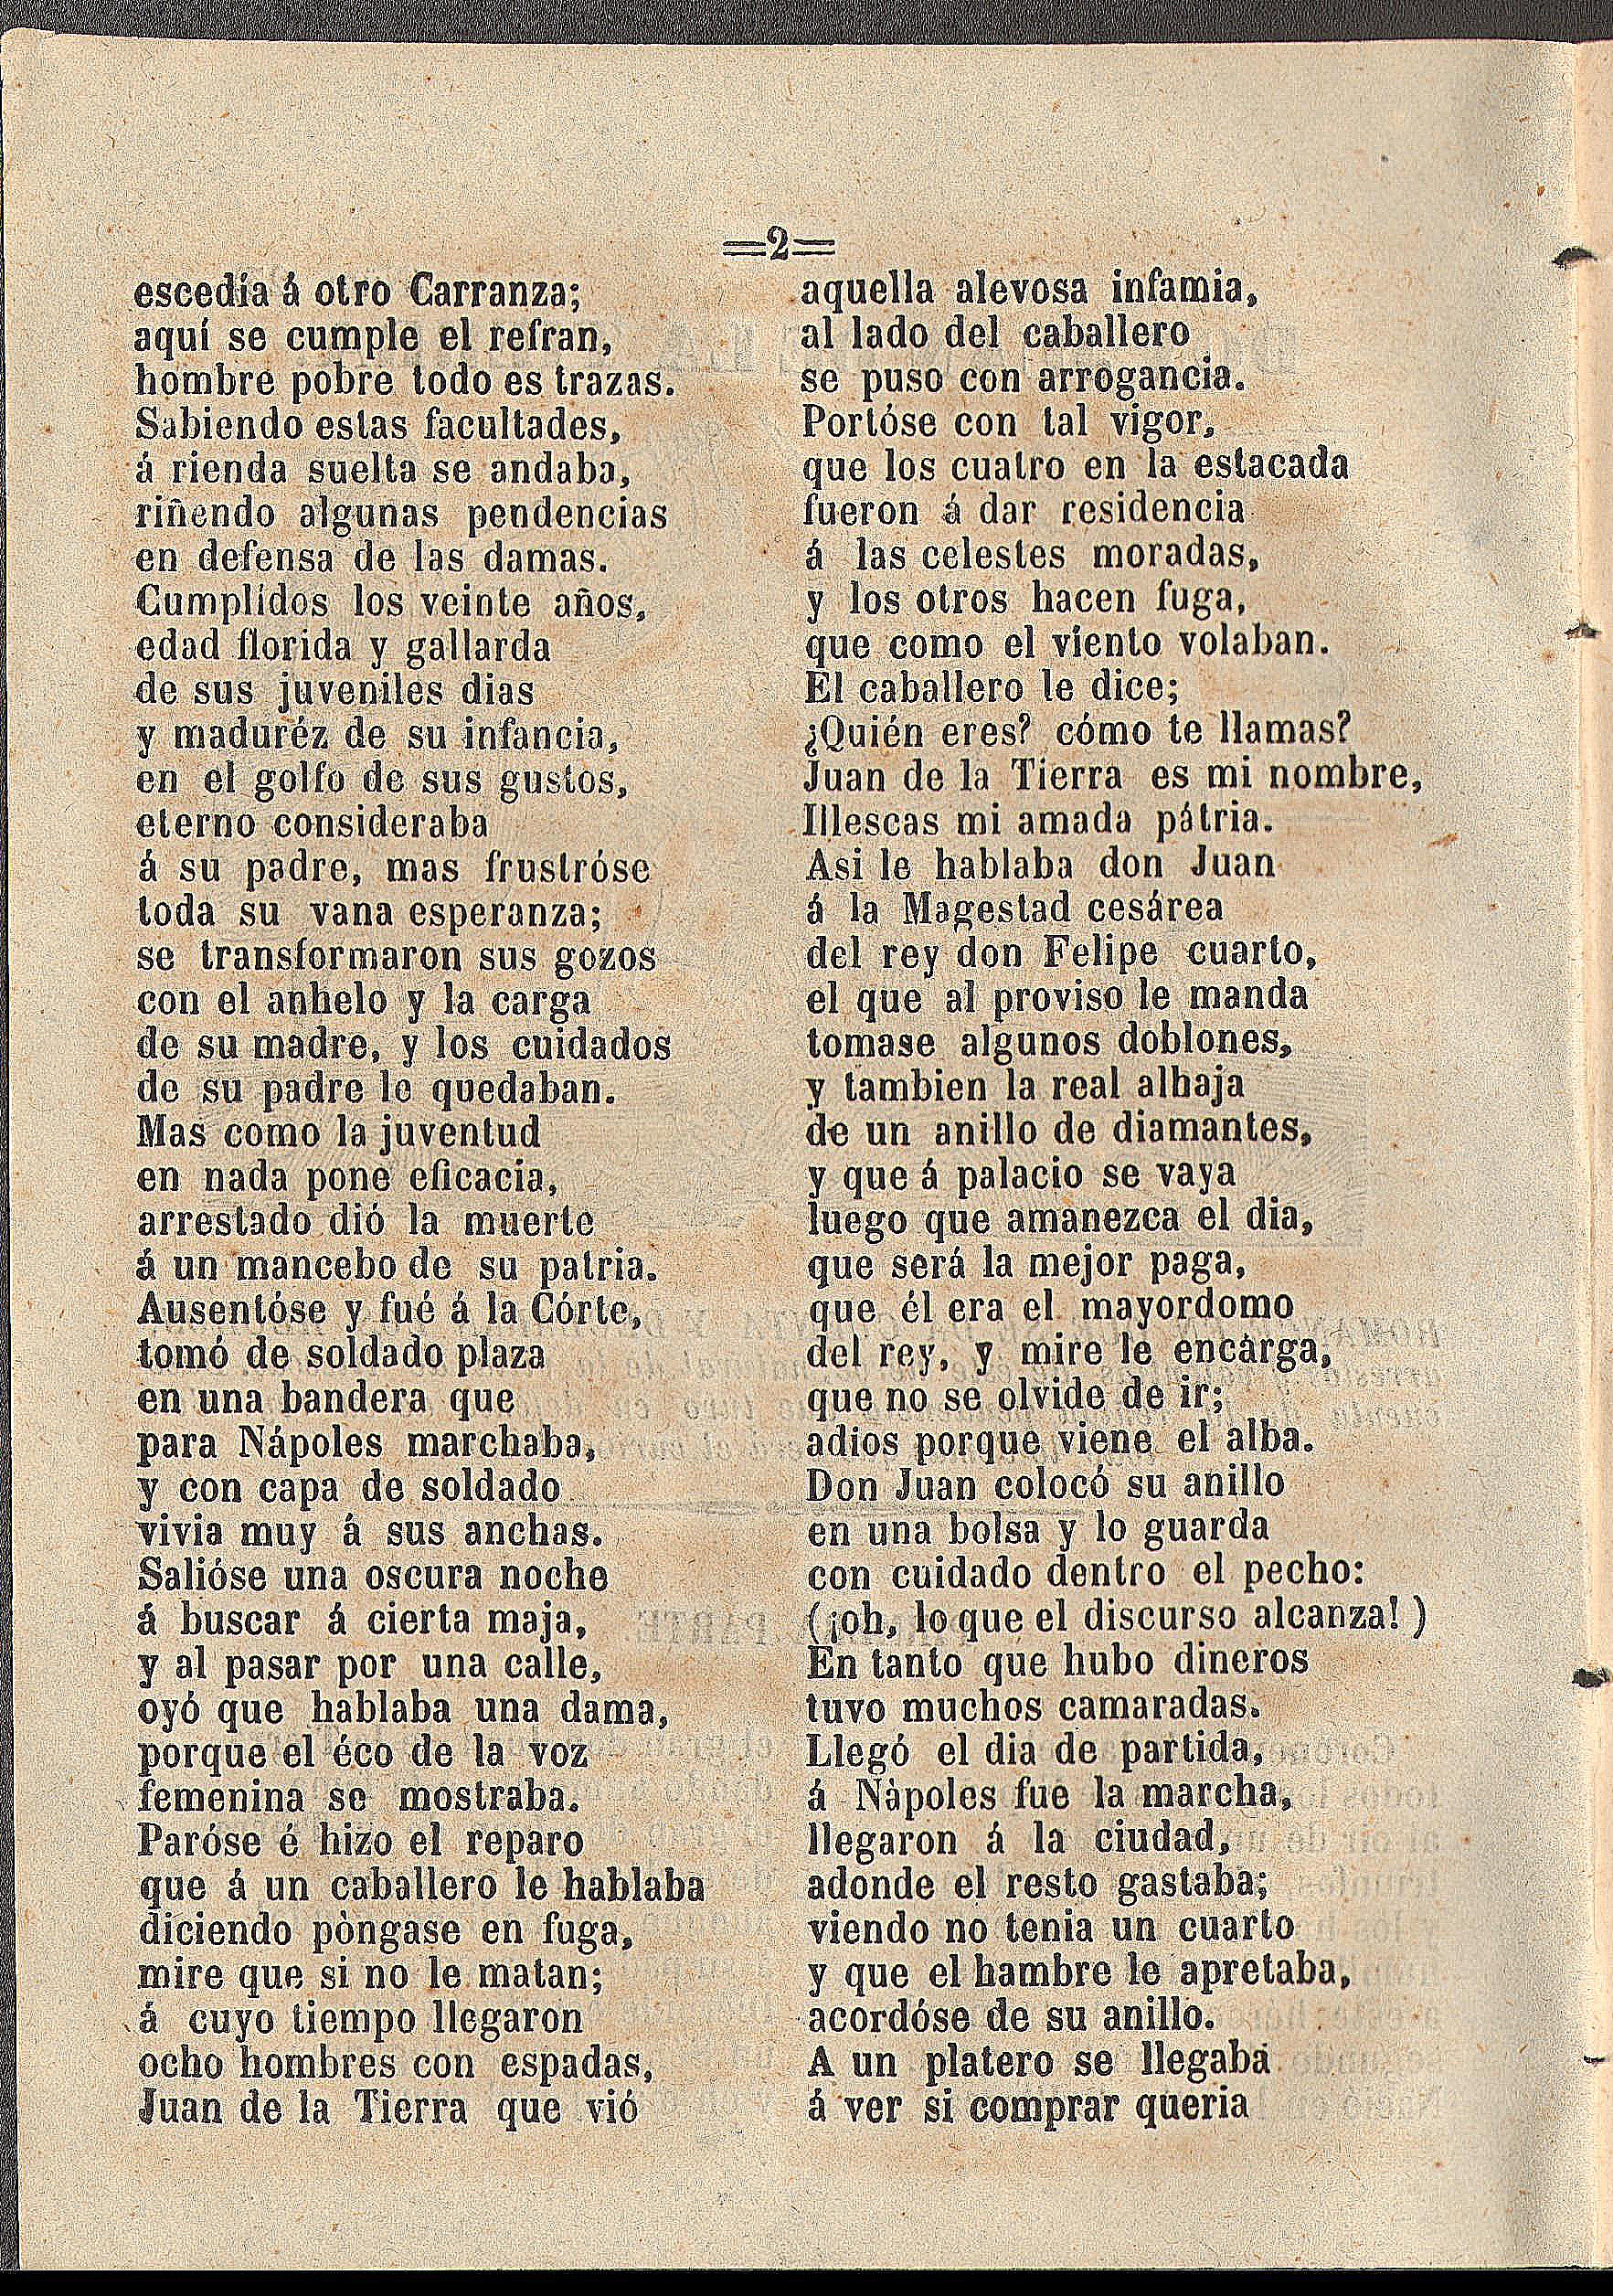 =2=
escedía á otro Carranza;
aquí se cumple el refran,
hombre pobre todo es trazas.
Sabiendo estas facultades,
á rienda suelta se andaba,
riñendo algunas pendencias
en defensa de las damas.
Cumplidos los veinte años,
edad florida y gallarda
de sus juveniles dias
y maduréz de su infancia,
en el golfo de sus gustos,
eterno consideraba
á su padre, mas frustróse
toda su vana esperanza;
se transformaron sus gozos
con el anhelo y la carga
de su madre, y los cuidados
de su padre le quedaban.
Mas como la juventud
en nada pone eficacia,
arrestado dió la muerte
á un mancebo de su patria.
Ausentóse y fué á la Córte,
tomó de soldado plaza
en una bandera que
para Nápoles marchaba,
y con capa de soldado
vivia muy á sus anchas.
Salióse una oscura noche
á buscar á cierta maja,
y al pasar por una calle,
oyó que hablaba una dama,
porque el éco de la voz
femenina se mostraba.
Paróse é hizo el reparo
que á un caballero le hablaba
diciendo pòngase en fuga,
mire que si no le matan;
á cuyo tiempo llegaron
ocho hombres con espadas,
Juan de la Tierra que vió
aquella alevosa infamia,
al lado del caballero
se puso con arrogancia.
Portóse con tal vigor,
que los cuatro en la estacada
fueron á dar residencia
á las celestes moradas,
y los otros hacen fuga,
que como el viento volaban.
El caballero le dice;
¿Quién eres? cómo te llamas?
Juan de la Tierra es mi nombre,
Illescas mi amada pátria.
Asi le hablaba don Juan
á la Magestad cesárea
del rey don Felipe cuarto,
el que al proviso le manda
tomase algunos doblones,
y tambien la real alhaja
de un anillo de diamantes,
y que á palacio se vaya
luego que amanezca el dia,
que será la mejor paga,
que él era el mayordomo
del rey, y mire le encarga,
que no se olvide de ir;
adios porque viene el alba.
Don Juan colocó su anillo
en una bolsa y lo guarda
con cuidado dentro el pecho:
(¡oh, lo que el discurso alcanza!)
En tanto que hubo dineros
tuvo muchos camaradas.
Llegó el dia de partida,
á Nàpoles fue la marcha,
llegaron á la ciudad,
adonde el resto gastaba;
viendo no tenia un cuarto
y que el hambre le apretaba,
acordóse de su anillo.
A un platero se llegaba
á ver si comprar queria